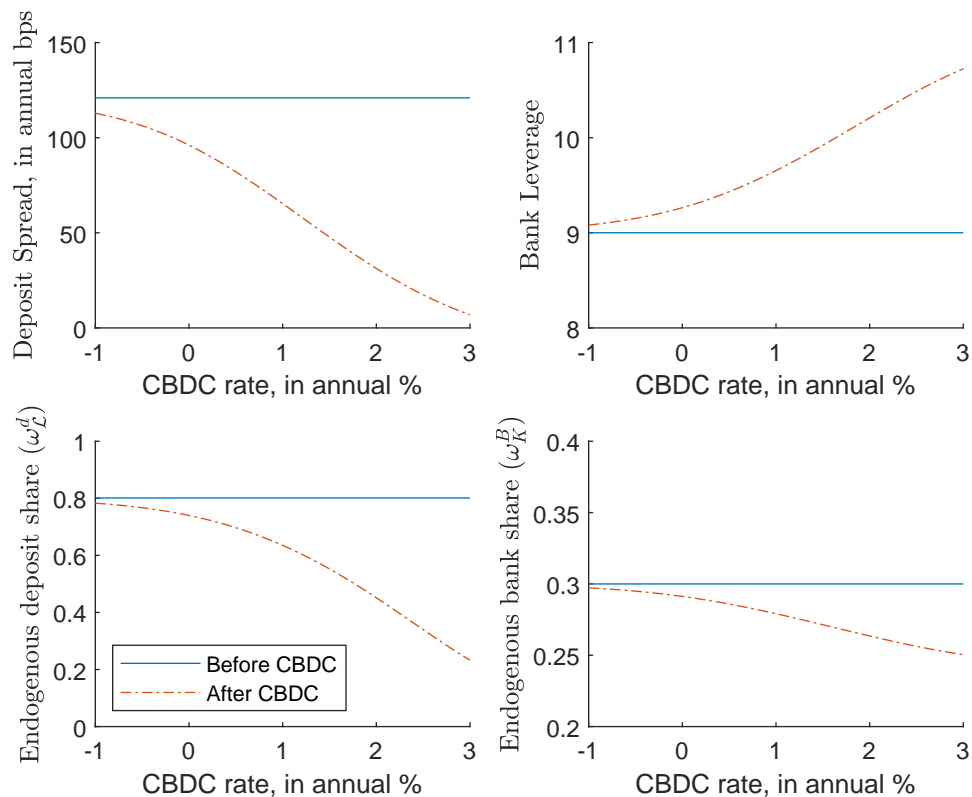 Deposit Spread, in annual bps
150
100
50
0
-1 0 1 2 3
CBDC rate, in annual %
Bank Leverage
11
10
9
8
-1 0 1 2 3
CBDC rate, in annual %
Endogenous deposit share (ω_ℒ^d)
1
0.8
0.6
0.4
0.2
0
Before CBDC
After CBDC
-1 0 1 2 3
CBDC rate, in annual %
Endogenous bank share (ω_K^B)
0.4
0.35
0.3
0.25
0.2
-1 0 1 2 3
CBDC rate, in annual %